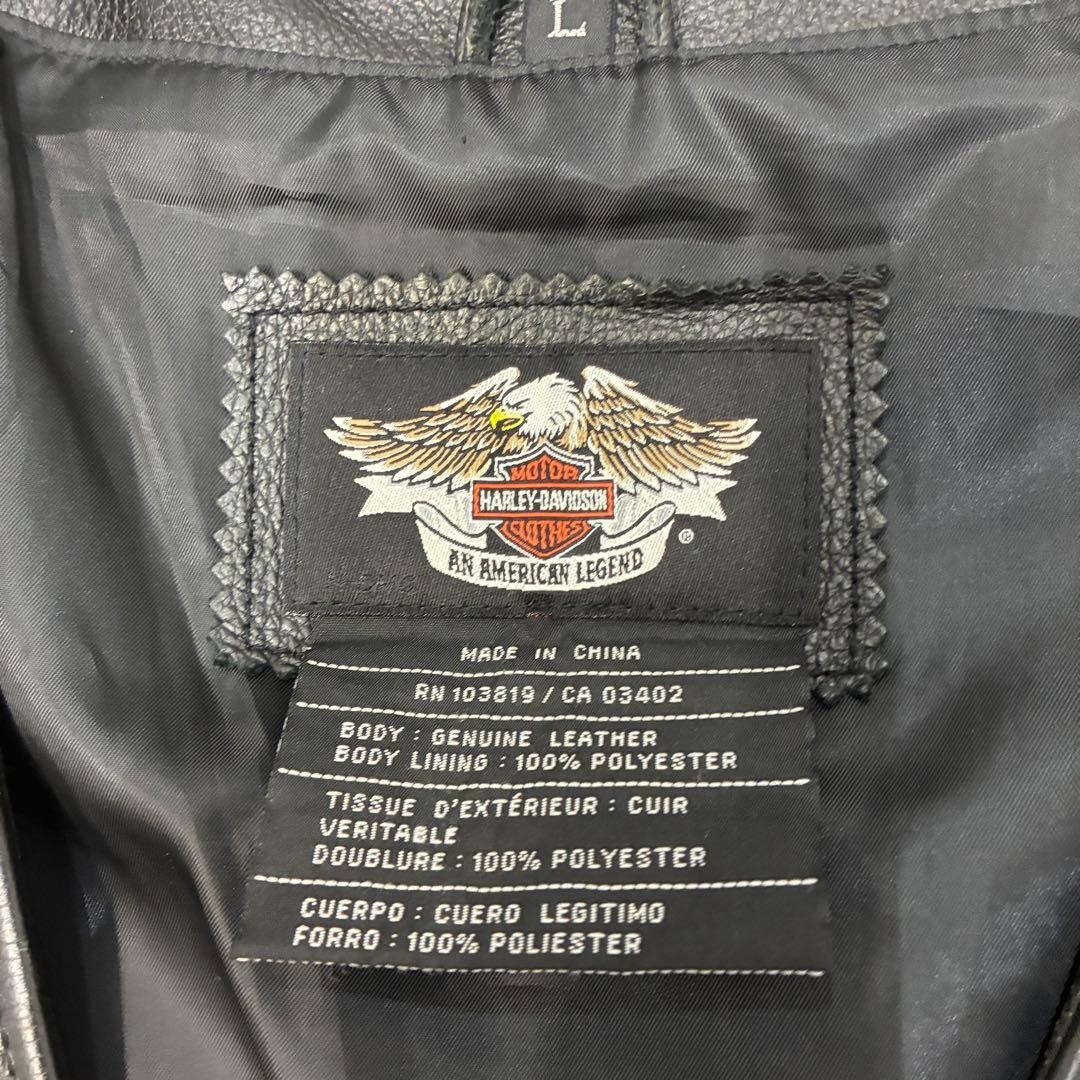 L
MOTOR
HARLEY-DAVIDSON
CLOTHES
AN AMERICAN LEGEND
®
MADE IN CHINA
RN 103819 / CA 03402
BODY : GENUINE LEATHER
BODY LINING : 100% POLYESTER
TISSUE D'EXTÉRIEUR : CUIR
VERITABLE
DOUBLURE : 100% POLYESTER
CUERPO : CUERO LEGITIMO
FORRO : 100% POLIESTER